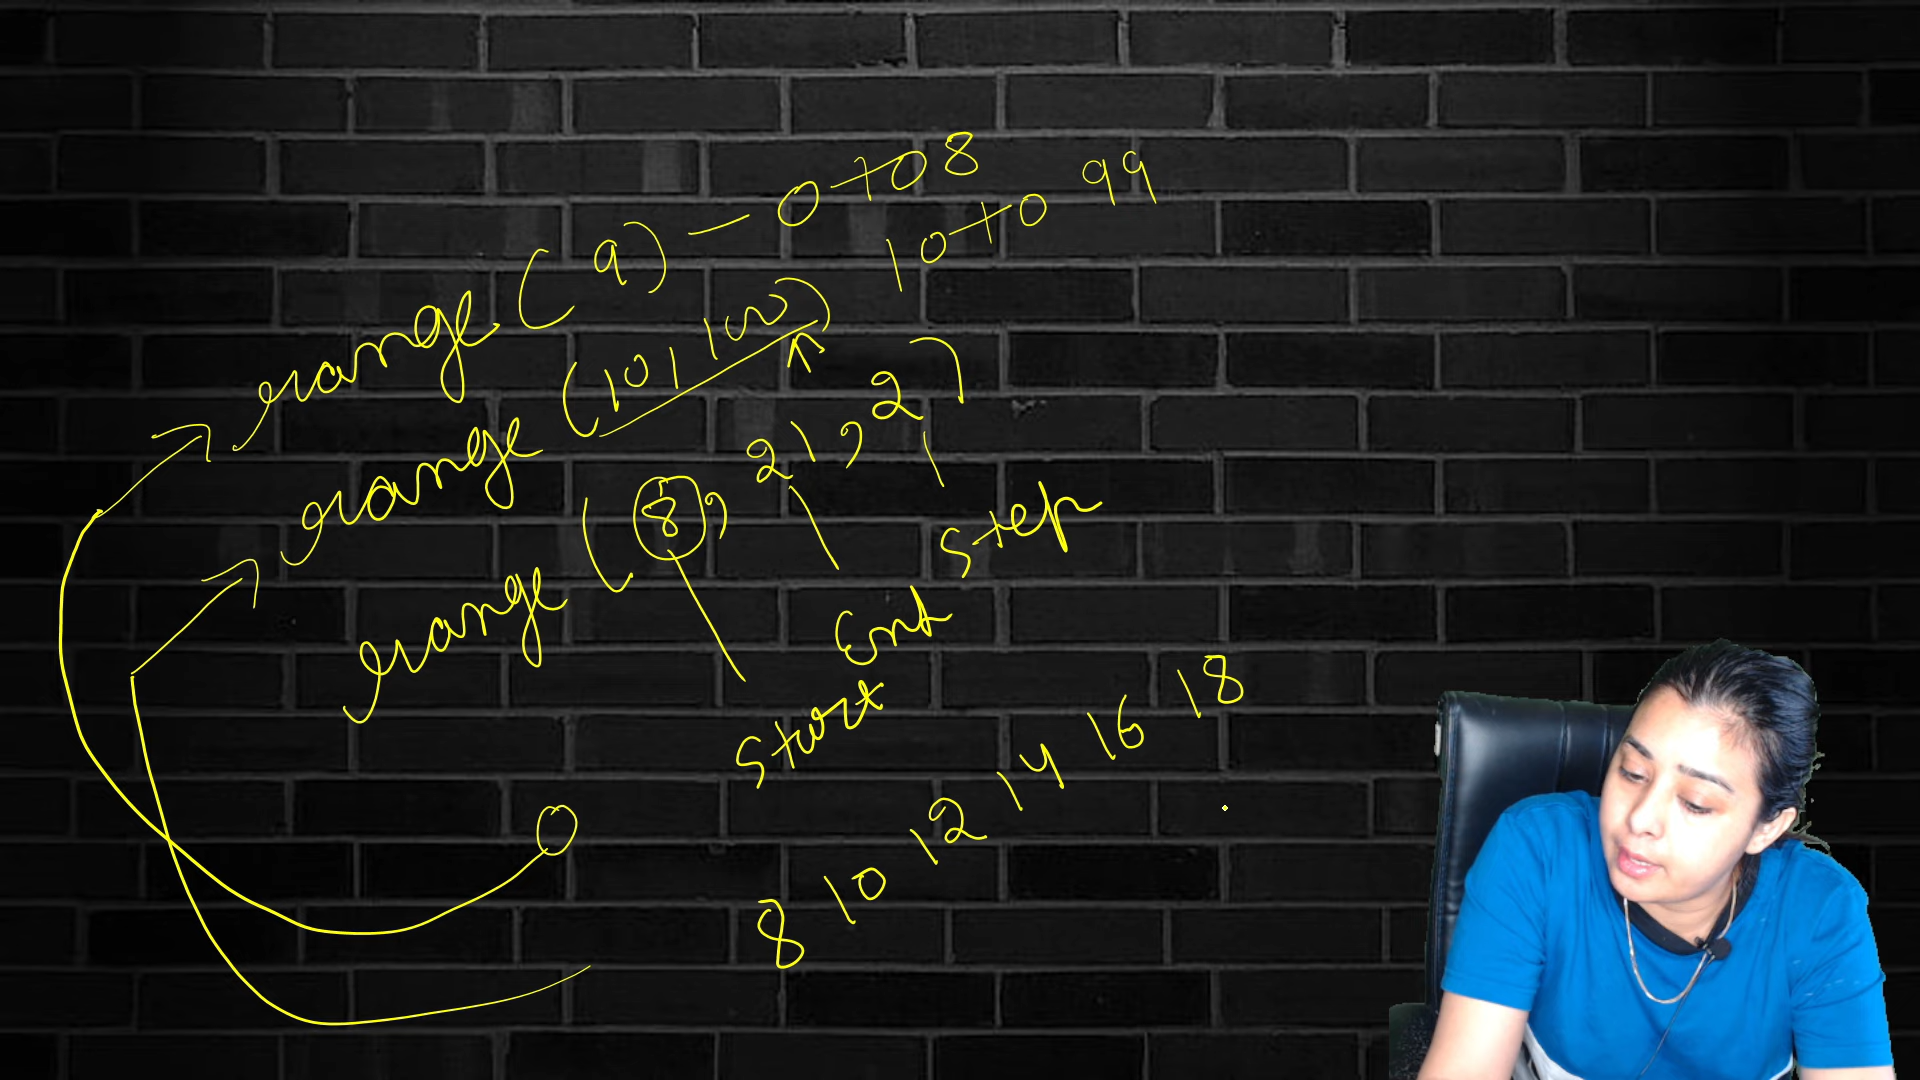 range (9) — 0 to 8
range (10, 100) 10 to 99
range (8, 21, 2)
Step
End
Start
0
8 10 12 14 16 18